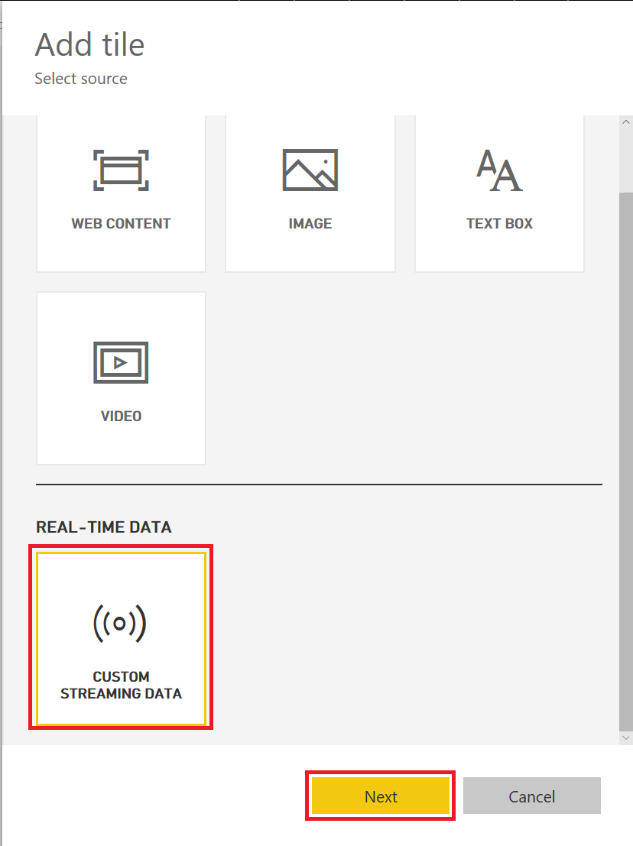 Add tile
Select source
WEB CONTENT
IMAGE
TEXT BOX
VIDEO
REAL-TIME DATA
CUSTOM
STREAMING DATA
Next
Cancel